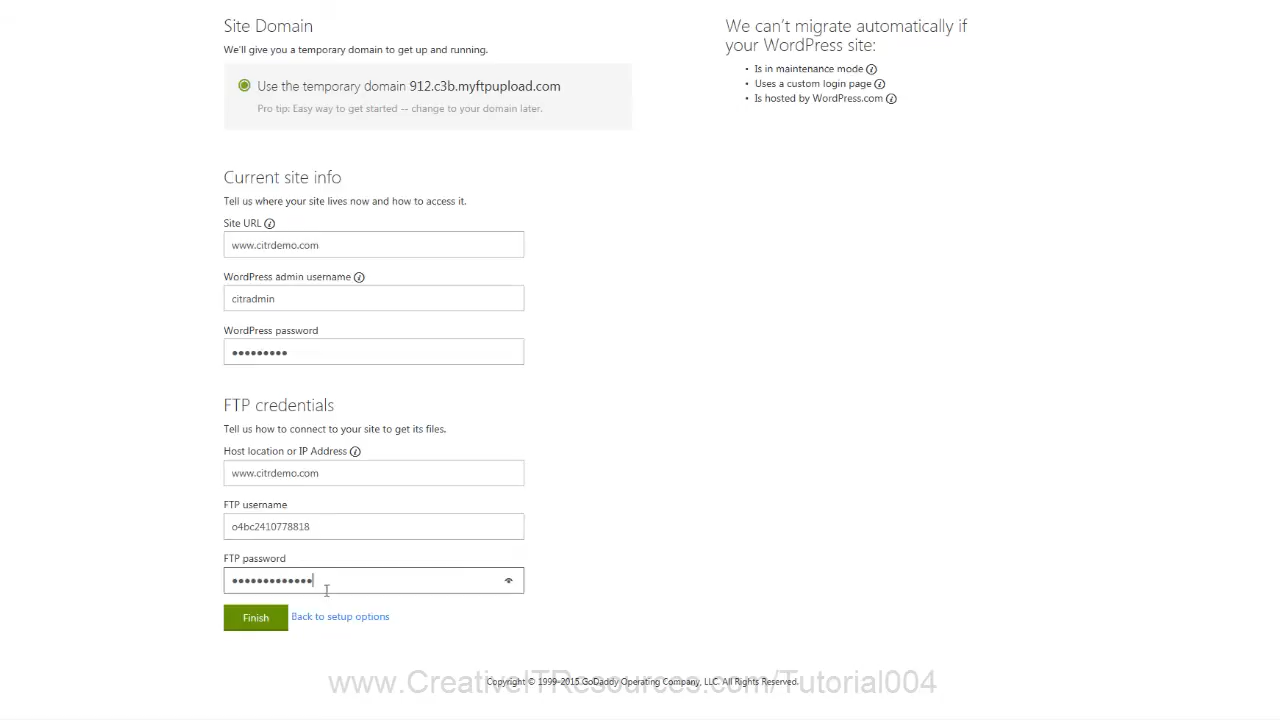 Site Domain
We'll give you a temporary domain to get up and running.
Use the temporary domain 912.c3b.myftpupload.com
Pro tip: Easy way to get started -- change to your domain later.
We can't migrate automatically if
your WordPress site:
• Is in maintenance mode
• Uses a custom login page
• Is hosted by WordPress.com
Current site info
Tell us where your site lives now and how to access it.
Site URL
www.citrdemo.com
WordPress admin username
citradmin
WordPress password
•••••••••
FTP credentials
Tell us how to connect to your site to get its files.
Host location or IP Address
www.citrdemo.com
FTP username
o4bc2410778818
FTP password
•••••••••••••
Finish
Back to setup options
Copyright © 1999-2015 GoDaddy Operating Company, LLC. All Rights Reserved.
www.CreativeITResources.com/Tutorial004